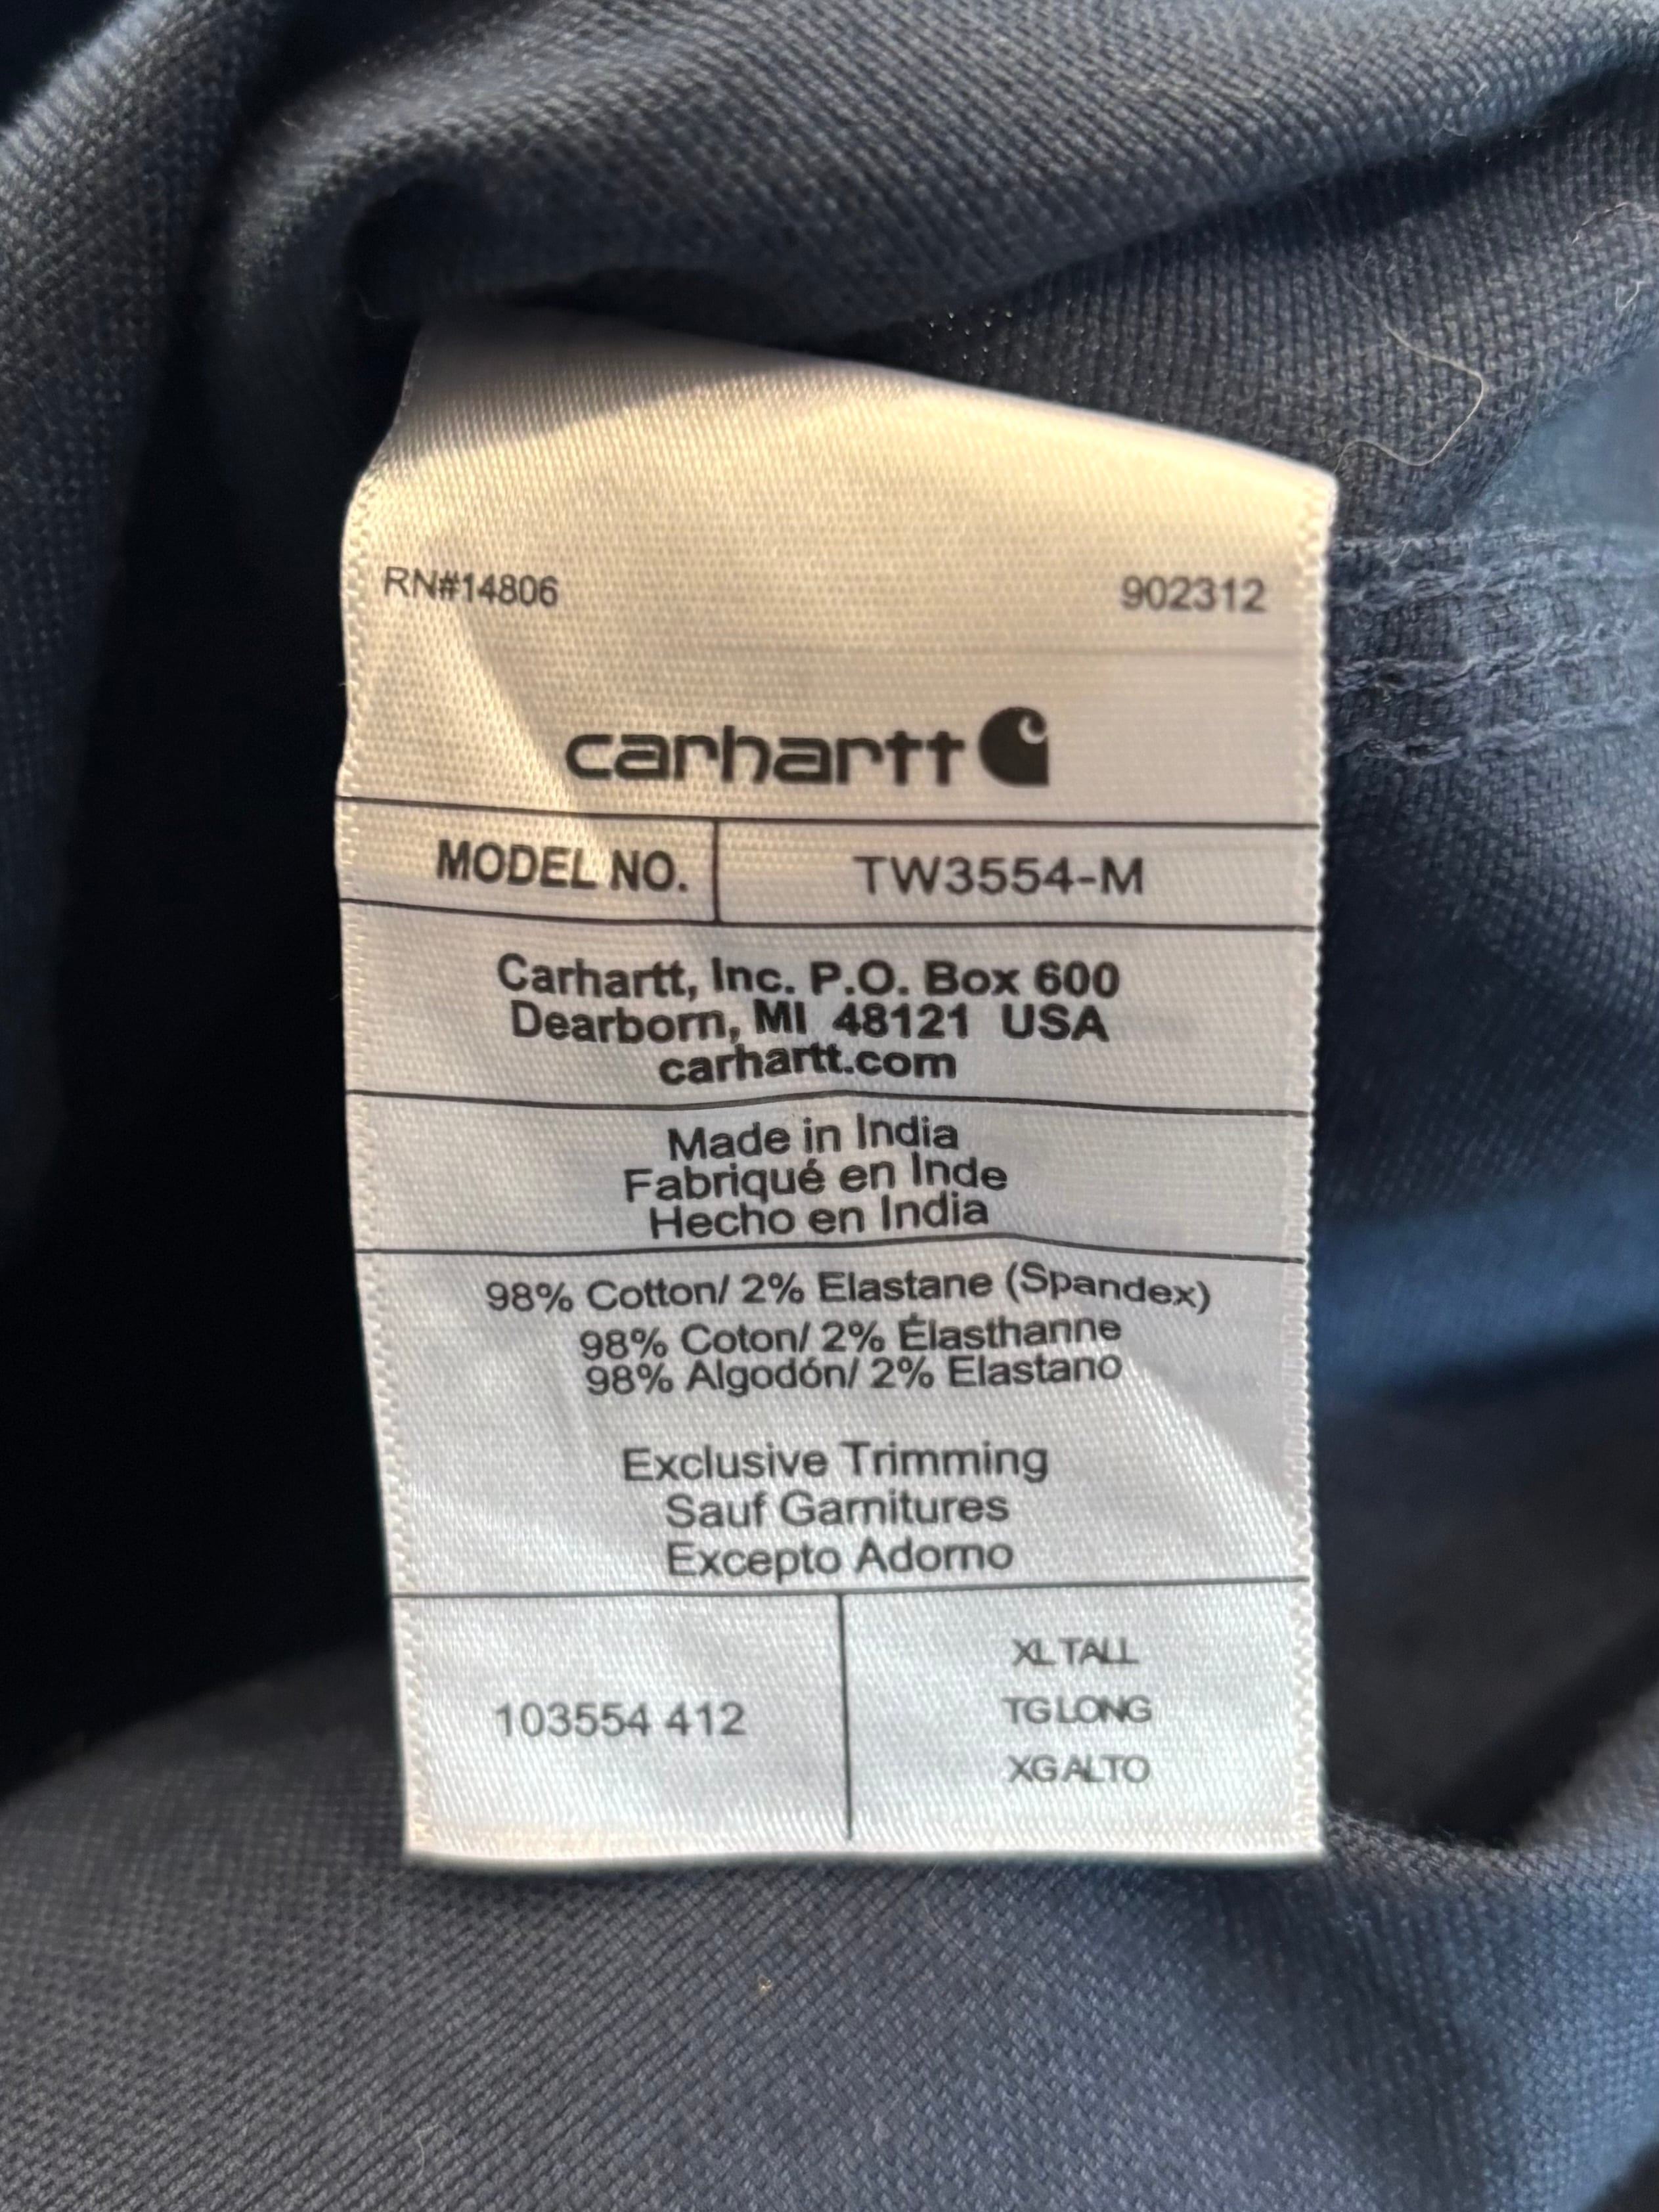 RN#14806 902312
carhartt
MODEL NO. TW3554-M
Carhartt, Inc. P.O. Box 600
Dearborn, MI 48121 USA
carhartt.com
Made in India
Fabriqué en Inde
Hecho en India
98% Cotton/ 2% Elastane (Spandex)
98% Coton/ 2% Élasthanne
98% Algodón/ 2% Elastano
Exclusive Trimming
Sauf Garnitures
Excepto Adorno
103554 412
XL TALL
TG LONG
XG ALTO